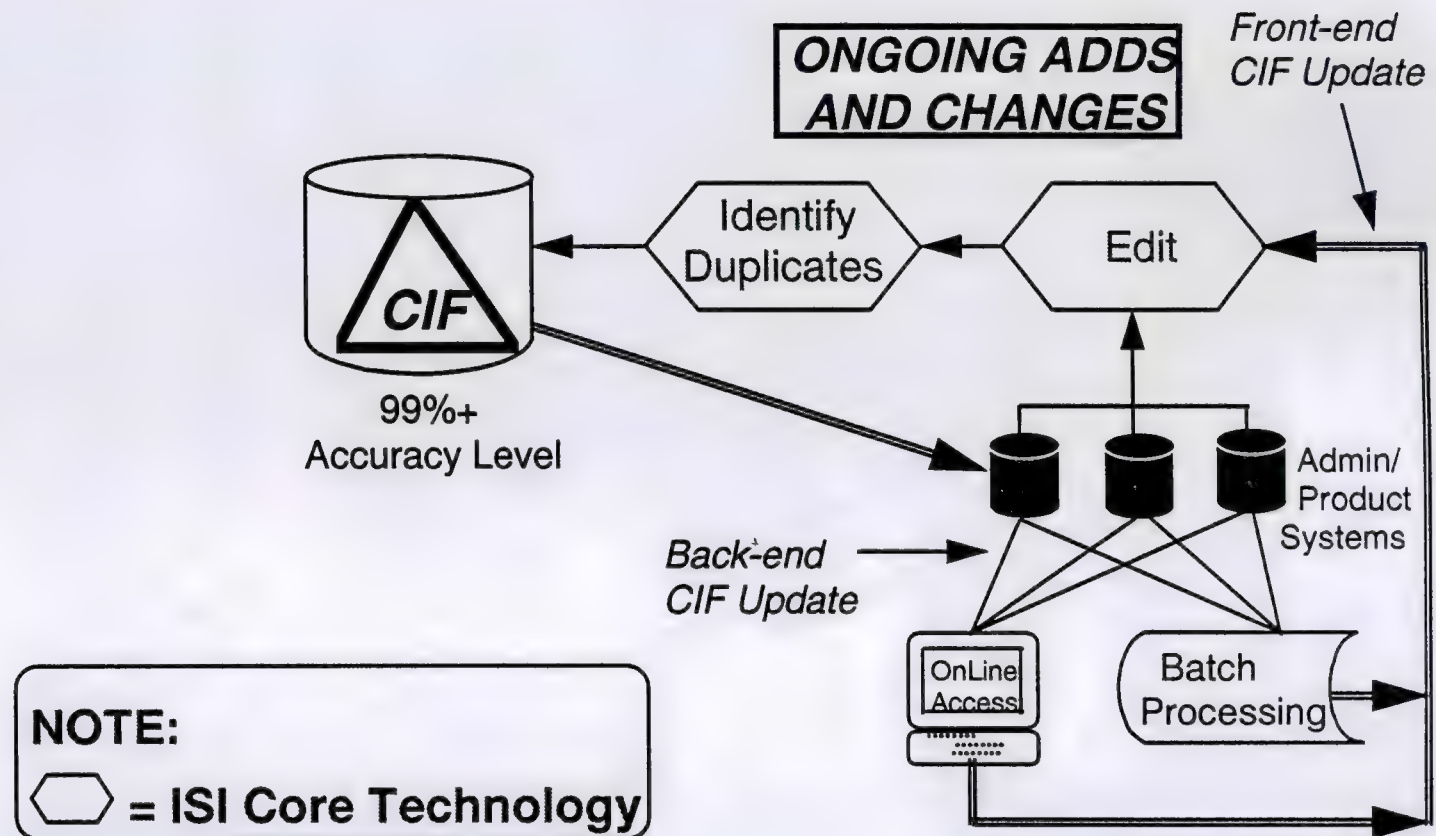 ONGOING ADDS
AND CHANGES
Front-end
CIF Update
Identify
Duplicates
Edit
CIF
99%+
Accuracy Level
Admin/
Product
Systems
Back-end
CIF Update
OnLine
Access
Batch
Processing
NOTE:
= ISI Core Technology